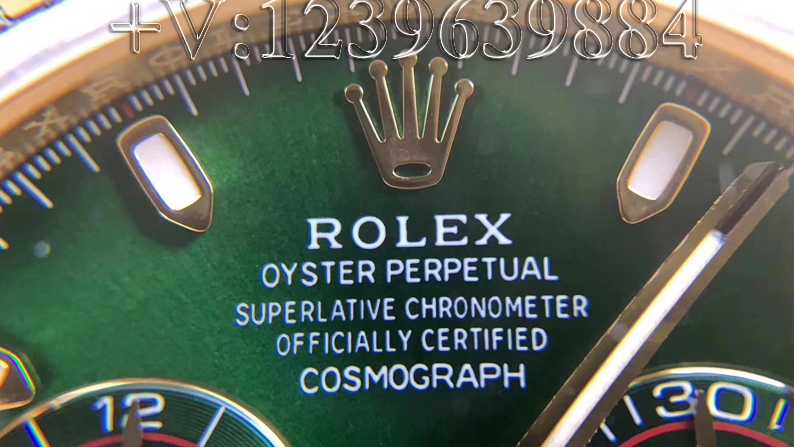 +V:1239639884
ROLEX
OYSTER PERPETUAL
SUPERLATIVE CHRONOMETER
OFFICIALLY CERTIFIED
COSMOGRAPH
12
30